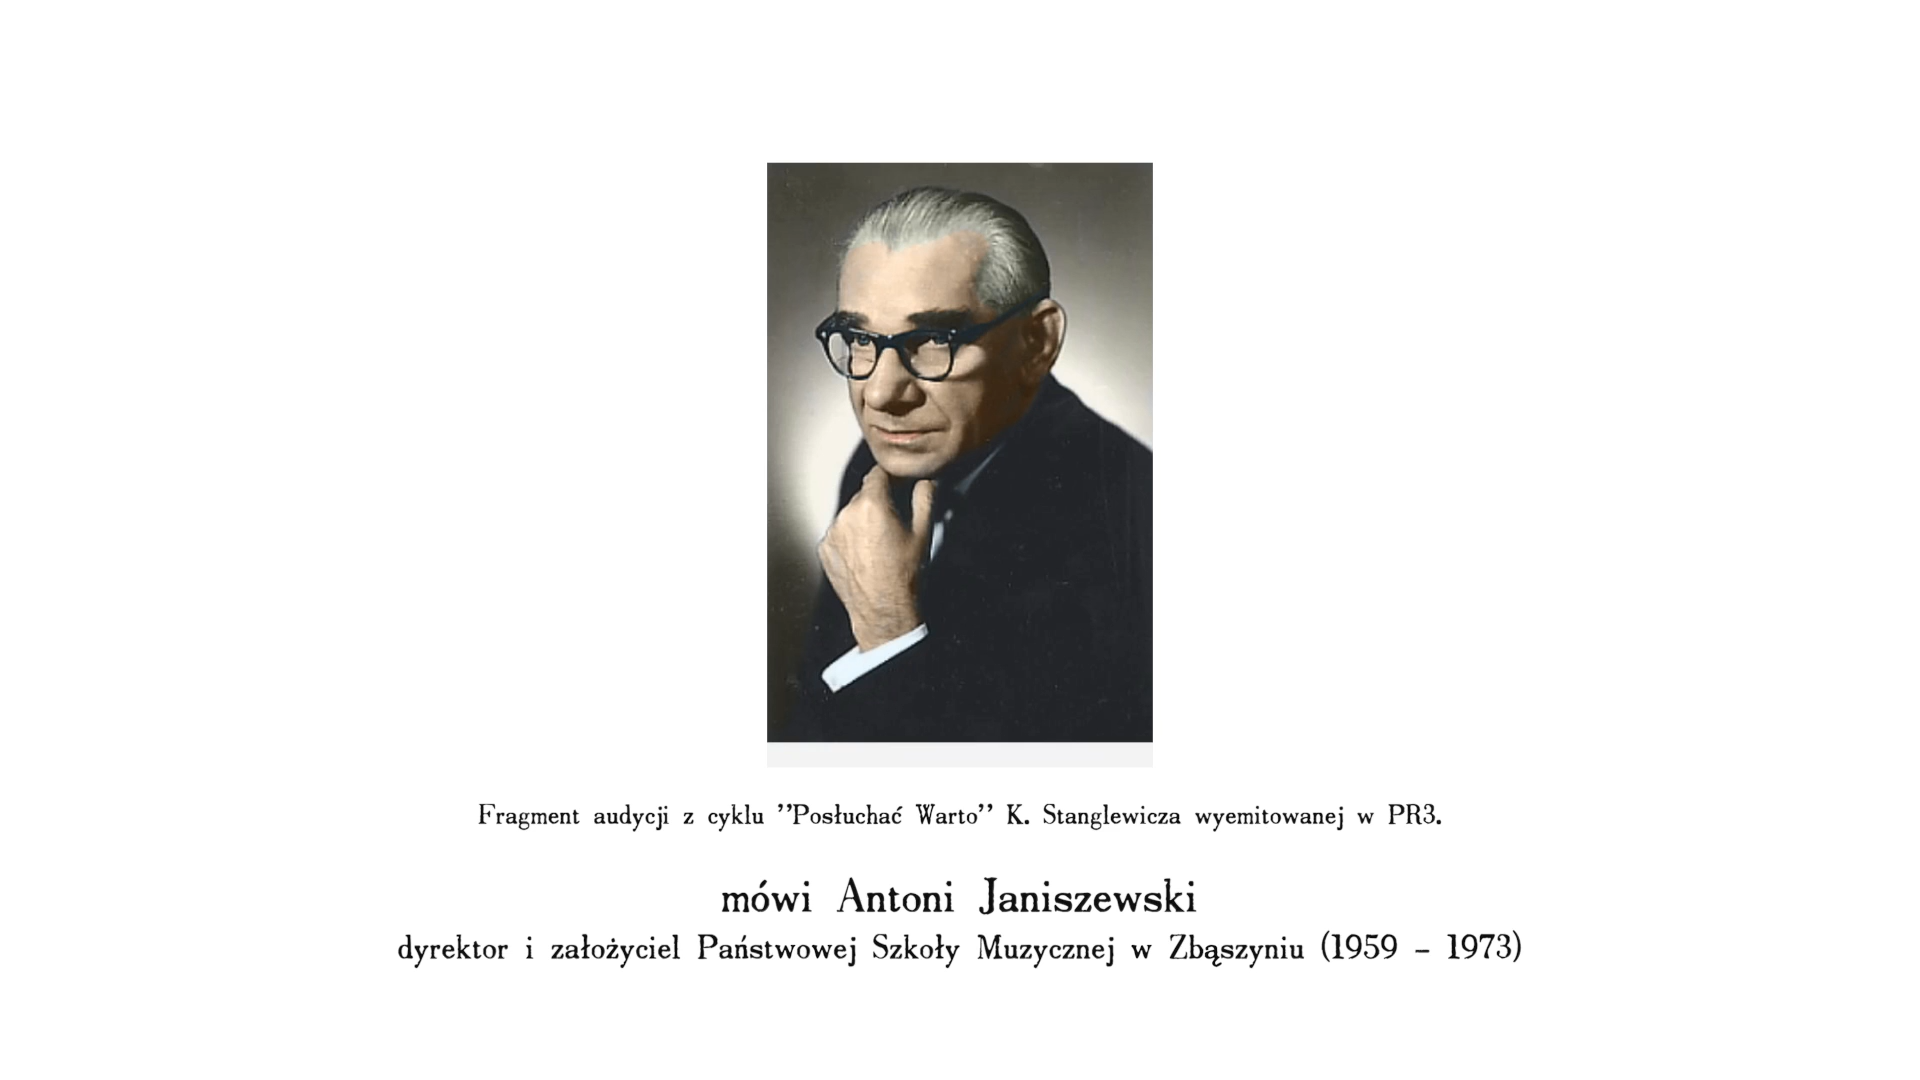 Fragment audycji z cyklu ''Posłuchać Warto'' K. Stanglewicza wyemitowanej w PR3.
mówi Antoni Janiszewski
dyrektor i założyciel Państwowej Szkoły Muzycznej w Zbąszyniu (1959 - 1973)